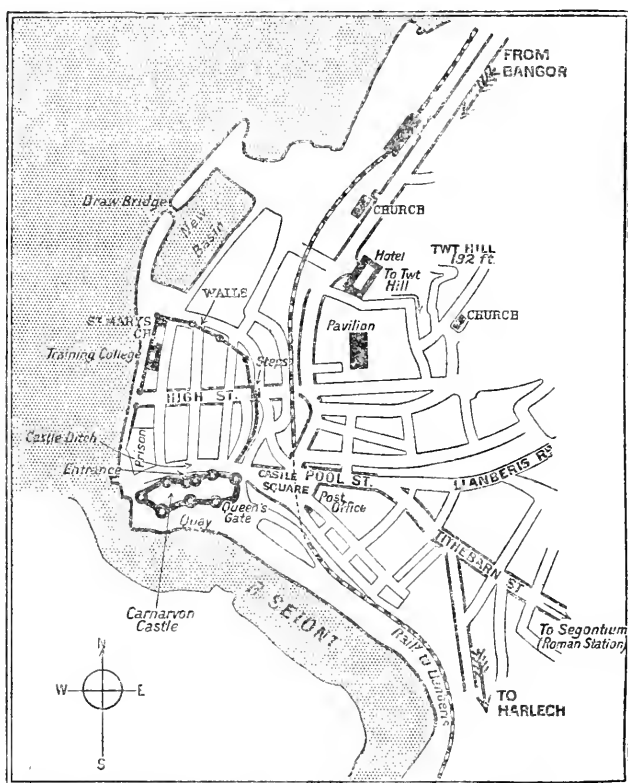 FROM
BANGOR
Draw Bridge
New
Basin
CHURCH
Hotel
To Twt
Hill
TWT HILL
192 ft.
WALLS
ST MARYS
CH
CHURCH
Pavilion
Training College
Steps
HIGH ST.
Castle Ditch
Prison
Entrance
CASTLE
SQUARE
POOL ST.
LLANBERIS RD
Post
Office
Queen's
Gate
Quay
TITHEBARN ST.
Carnarvon
Castle
R. SEIONT
Raily to Llanberis
To Segontium
(Roman Station)
N
W
E
S
TO
HARLECH